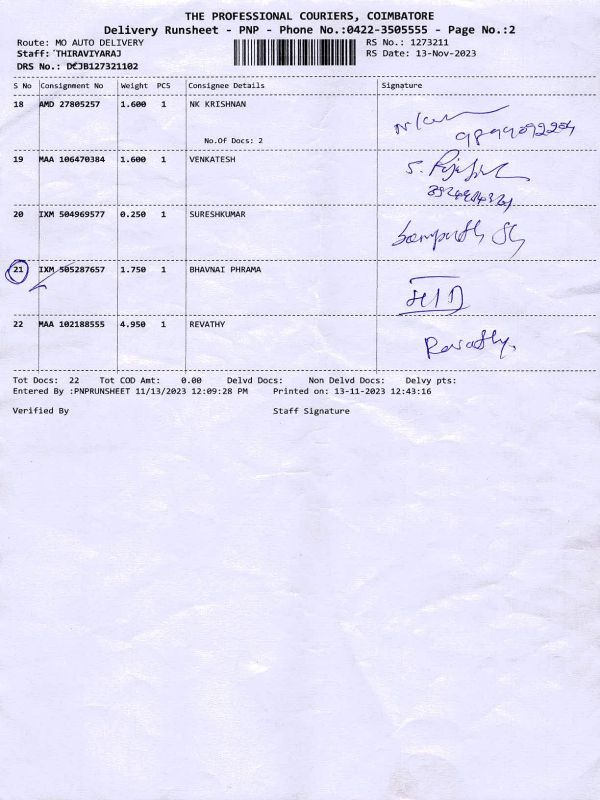 THE PROFESSIONAL COURIERS, COIMBATORE
Delivery Runsheet - PNP - Phone No.:0422-3505555 - Page No.:2
Route: MO AUTO DELIVERY
RS No.: 1273211
Staff: THIRAVIYARAJ
RS Date: 13-Nov-2023
DRS No.: DCJB127321102
S No Consignment No Weight PCS Consignee Details Signature
18 AMD 27805257 1.600 1 NK KRISHNAN
No.Of Docs: 2
19 MAA 106470384 1.600 1 VENKATESH
20 IXM 504969577 0.250 1 SURESHKUMAR
21 IXM 505287657 1.750 1 BHAVNAI PHRAMA
22 MAA 102188555 4.950 1 REVATHY
Revathy.
Tot Docs: 22 Tot COD Amt: 0.00 Delvd Docs: Non Delvd Docs: Delvy pts:
Entered By :PNPRUNSHEET 11/13/2023 12:09:28 PM Printed on: 13-11-2023 12:43:16
Verified By Staff Signature